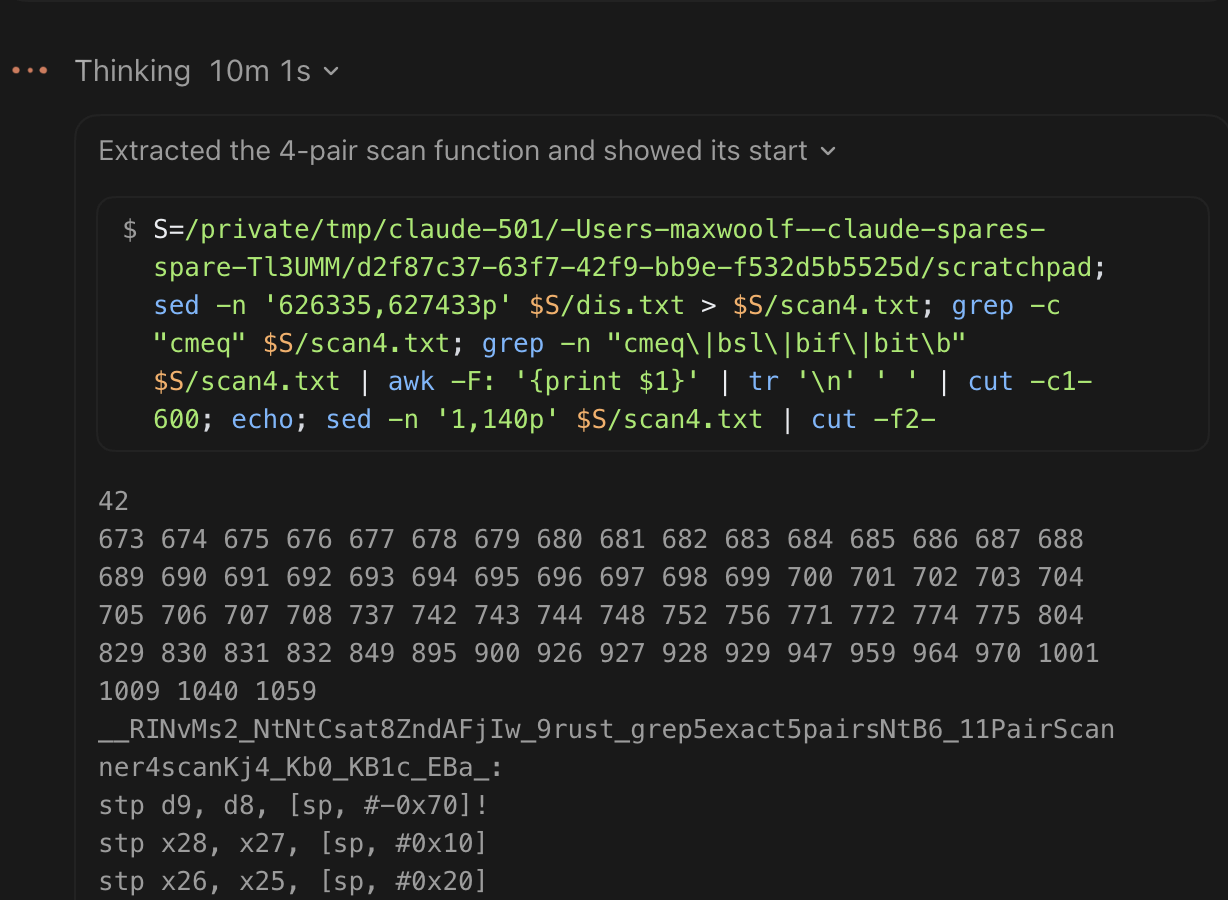 Thinking 10m 1s
Extracted the 4-pair scan function and showed its start
$ S=/private/tmp/claude-501/-Users-maxwoolf--claude-spares-
spare-Tl3UMM/d2f87c37-63f7-42f9-bb9e-f532d5b5525d/scratchpad;
sed -n '626335,627433p' $S/dis.txt > $S/scan4.txt; grep -c
"cmeq" $S/scan4.txt; grep -n "cmeq\|bsl\|bif\|bit\b"
$S/scan4.txt | awk -F: '{print $1}' | tr '\n' ' ' | cut -c1-
600; echo; sed -n '1,140p' $S/scan4.txt | cut -f2-
42
673 674 675 676 677 678 679 680 681 682 683 684 685 686 687 688
689 690 691 692 693 694 695 696 697 698 699 700 701 702 703 704
705 706 707 708 737 742 743 744 748 752 756 771 772 774 775 804
829 830 831 832 849 895 900 926 927 928 929 947 959 964 970 1001
1009 1040 1059
__RINvMs2_NtNtCsat8ZndAFjIw_9rust_grep5exact5pairsNtB6_11PairScan
ner4scanKj4_Kb0_KB1c_EBa_:
stp d9, d8, [sp, #-0x70]!
stp x28, x27, [sp, #0x10]
stp x26, x25, [sp, #0x20]